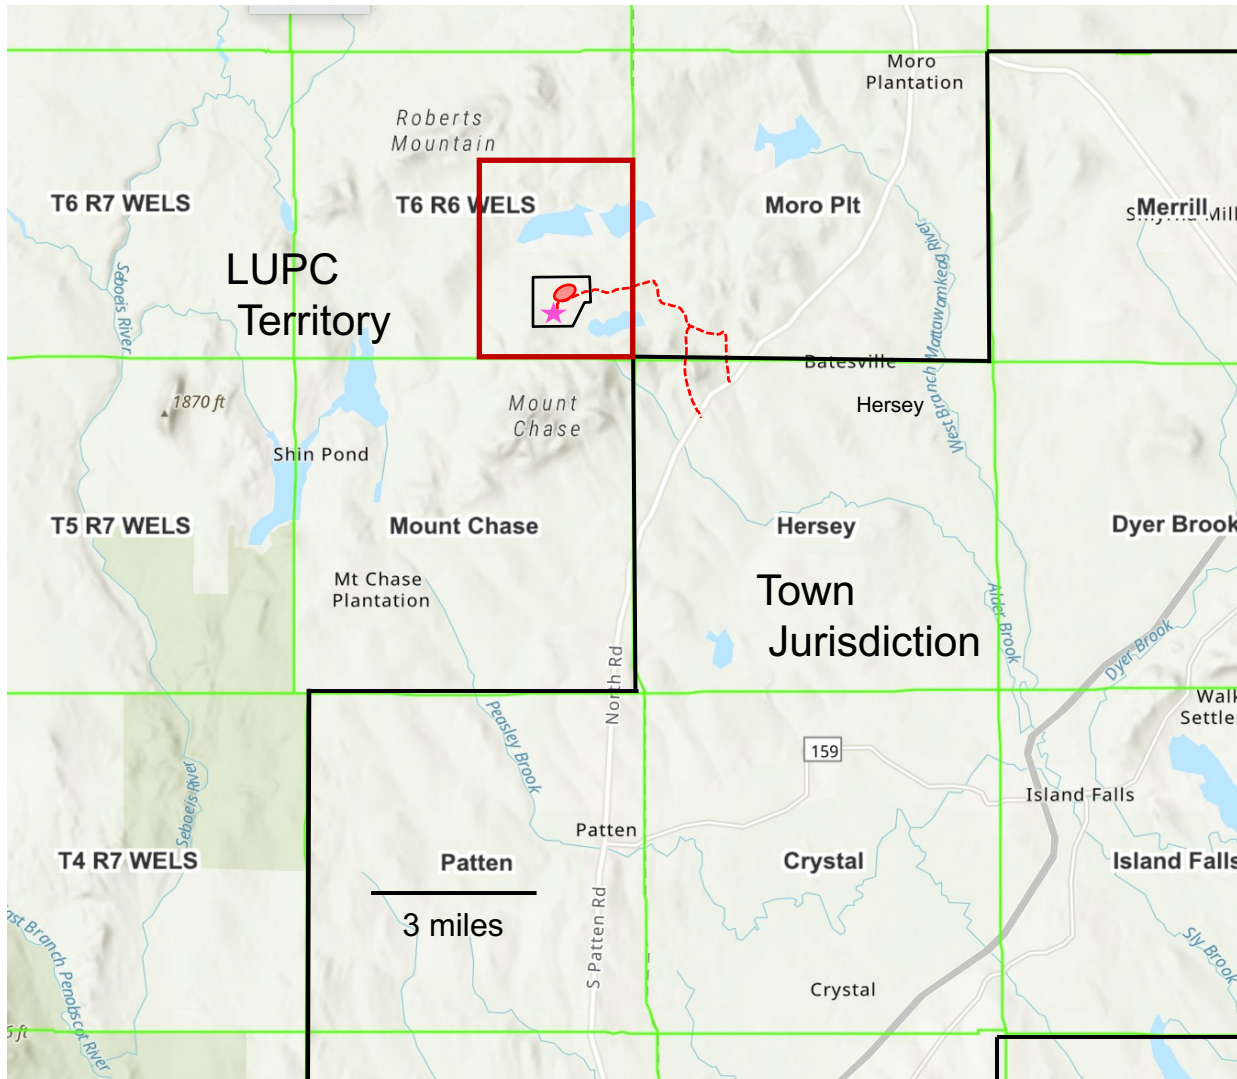 Moro
Plantation
Roberts
Mountain
T6 R7 WELS
T6 R6 WELS
Moro Plt
Merrill
LUPC
Territory
Seboeis River
West Branch Mattawamkeag River
Batesville
1870 ft
Mount
Chase
Hersey
Shin Pond
T5 R7 WELS
Mount Chase
Hersey
Dyer Brook
Mt Chase
Plantation
Town
Jurisdiction
Alder Brook
Dyer Brook
North Rd
Peasley Brook
Seboeis River
159
Island Falls
Patten
T4 R7 WELS
Patten
Crystal
Island Falls
3 miles
S Patten Rd
Sly Brook
Crystal
Branch Penobscot River